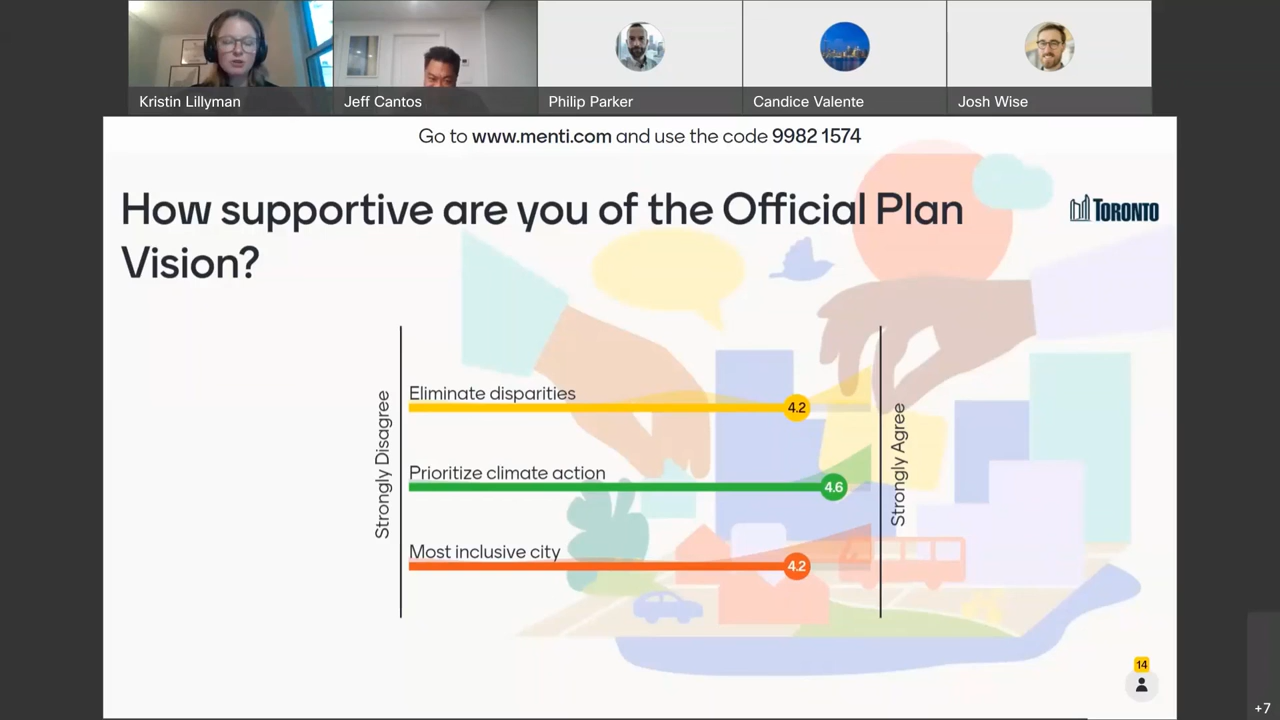 Kristin Lillyman
Jeff Cantos
Philip Parker
Candice Valente
Josh Wise
Go to www.menti.com and use the code 9982 1574
How supportive are you of the Official Plan
Vision?
TORONTO
Strongly Disagree
Eliminate disparities
4.2
Prioritize climate action
4.6
Most inclusive city
4.2
Strongly Agree
14
+7